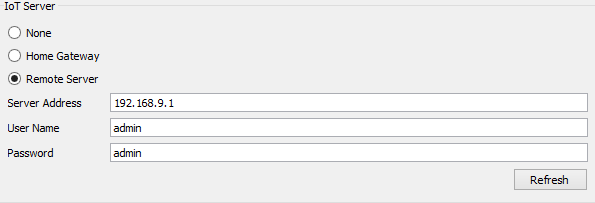 IoT Server
None
Home Gateway
Remote Server
Server Address 192.168.9.1
User Name admin
Password admin
Refresh